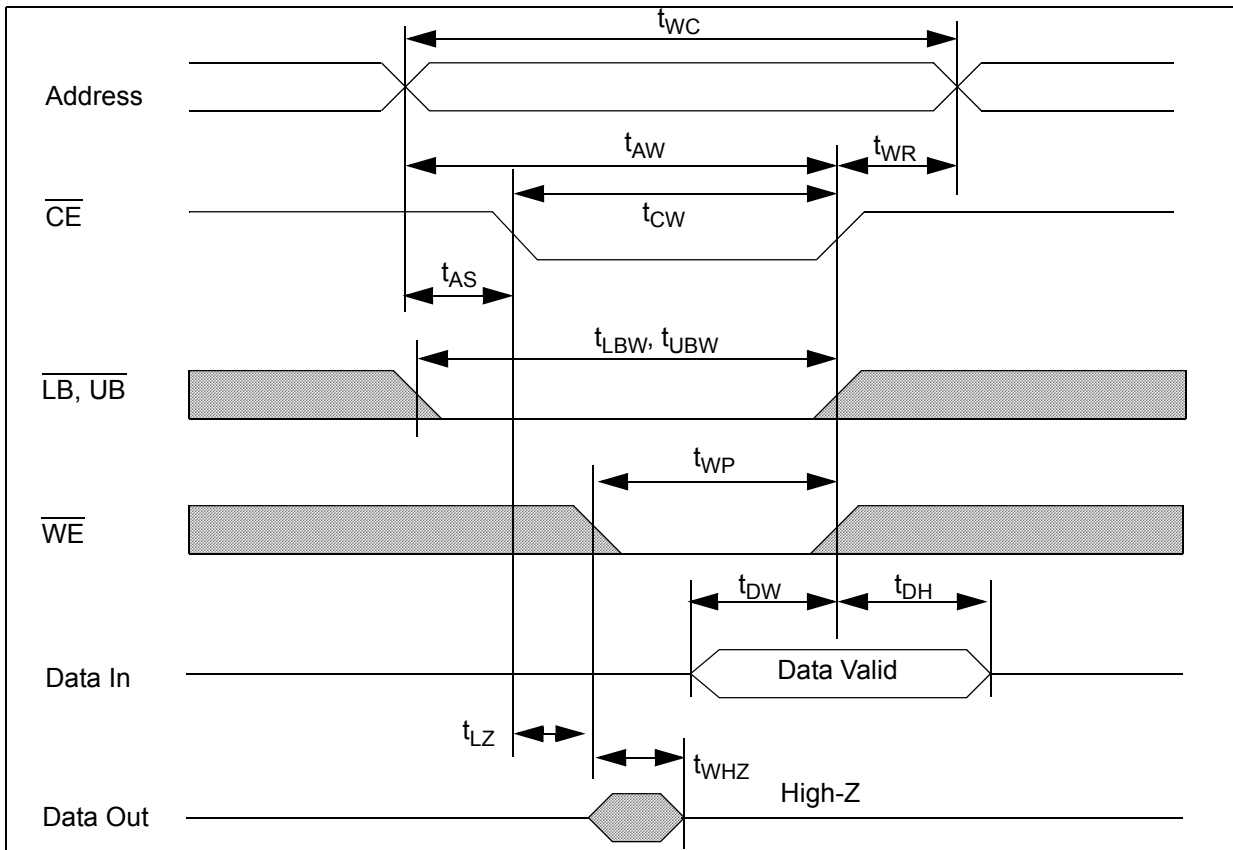 tWC
Address
tAW
tWR
CE
tCW
tAS
tLBW, tUBW
LB, UB
tWP
WE
tDW
tDH
Data In
Data Valid
tLZ
tWHZ
Data Out
High-Z